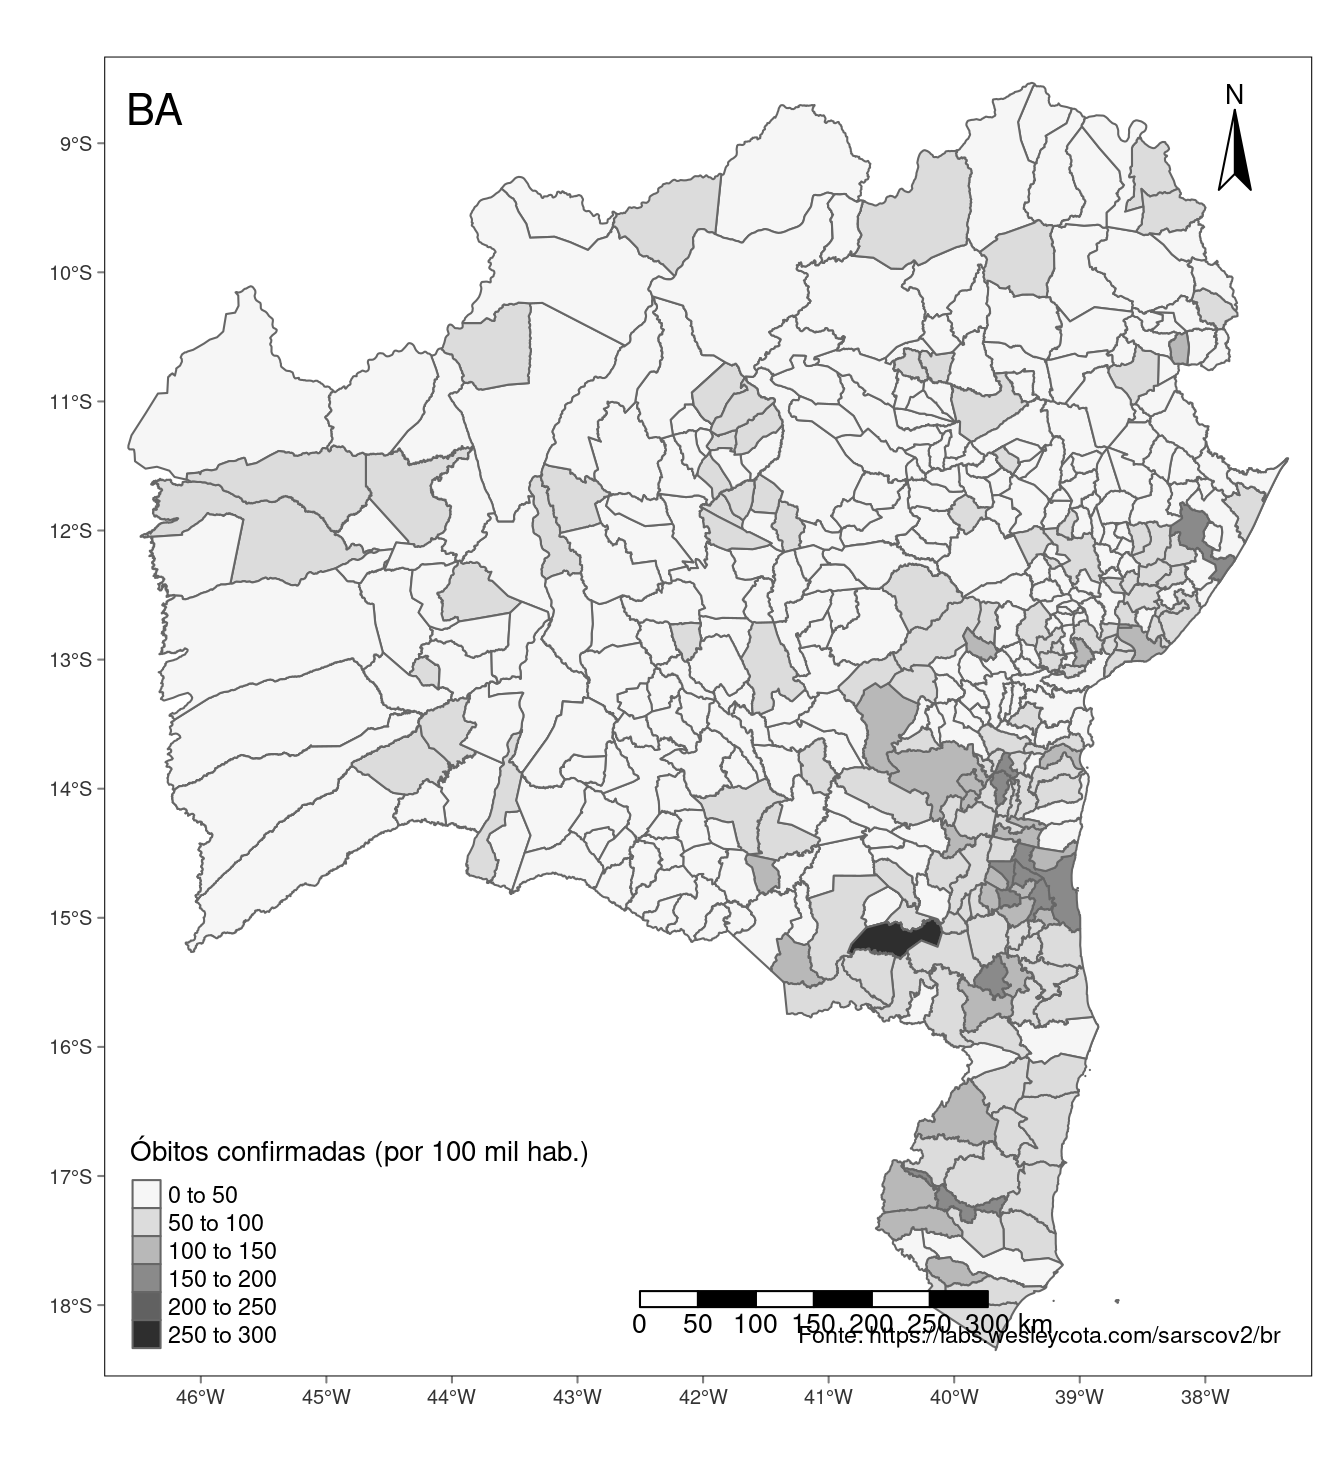 BA
N
9°S
10°S
11°S
12°S
13°S
14°S
15°S
16°S
17°S
18°S
Óbitos confirmadas (por 100 mil hab.)
0 to 50
50 to 100
100 to 150
150 to 200
200 to 250
250 to 300
0 50 100 150 200 250 300 km
Fonte: https://labs.wesleycota.com/sarscov2/br
46°W 45°W 44°W 43°W 42°W 41°W 40°W 39°W 38°W